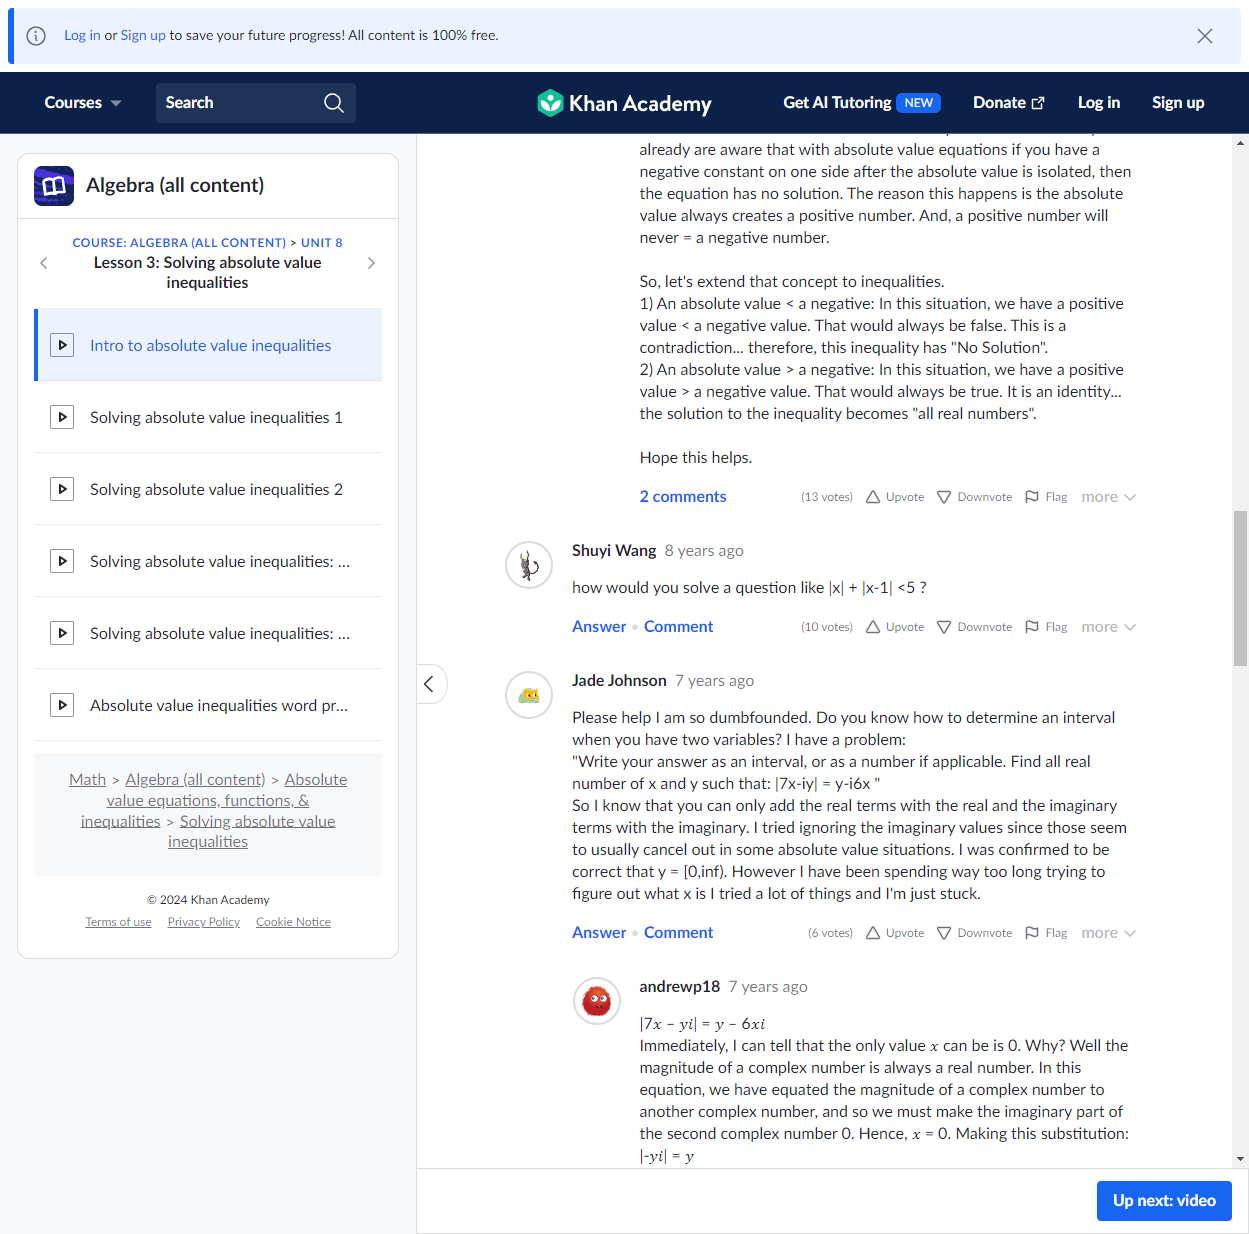 Log in or Sign up to save your future progress! All content is 100% free.
Courses
Search
Khan Academy
Get AI Tutoring NEW
Donate
Log in
Sign up
Algebra (all content)
COURSE: ALGEBRA (ALL CONTENT) > UNIT 8
Lesson 3: Solving absolute value
inequalities
Intro to absolute value inequalities
Solving absolute value inequalities 1
Solving absolute value inequalities 2
Solving absolute value inequalities: ...
Solving absolute value inequalities: ...
Absolute value inequalities word pr...
Math > Algebra (all content) > Absolute
value equations, functions, &
inequalities > Solving absolute value
inequalities
© 2024 Khan Academy
Terms of use Privacy Policy Cookie Notice
already are aware that with absolute value equations if you have a
negative constant on one side after the absolute value is isolated, then
the equation has no solution. The reason this happens is the absolute
value always creates a positive number. And, a positive number will
never = a negative number.
So, let's extend that concept to inequalities.
1) An absolute value < a negative: In this situation, we have a positive
value < a negative value. That would always be false. This is a
contradiction... therefore, this inequality has "No Solution".
2) An absolute value > a negative: In this situation, we have a positive
value > a negative value. That would always be true. It is an identity...
the solution to the inequality becomes "all real numbers".
Hope this helps.
2 comments (13 votes) Upvote Downvote Flag more
Shuyi Wang 8 years ago
how would you solve a question like |x| + |x-1| <5 ?
Answer • Comment (10 votes) Upvote Downvote Flag more
Jade Johnson 7 years ago
Please help I am so dumbfounded. Do you know how to determine an interval
when you have two variables? I have a problem:
"Write your answer as an interval, or as a number if applicable. Find all real
number of x and y such that: |7x-iy| = y-i6x "
So I know that you can only add the real terms with the real and the imaginary
terms with the imaginary. I tried ignoring the imaginary values since those seem
to usually cancel out in some absolute value situations. I was confirmed to be
correct that y = [0,inf). However I have been spending way too long trying to
figure out what x is I tried a lot of things and I'm just stuck.
Answer • Comment (6 votes) Upvote Downvote Flag more
andrewp18 7 years ago
|7x − yi| = y − 6xi
Immediately, I can tell that the only value x can be is 0. Why? Well the
magnitude of a complex number is always a real number. In this
equation, we have equated the magnitude of a complex number to
another complex number, and so we must make the imaginary part of
the second complex number 0. Hence, x = 0. Making this substitution:
|-yi| = y
Up next: video